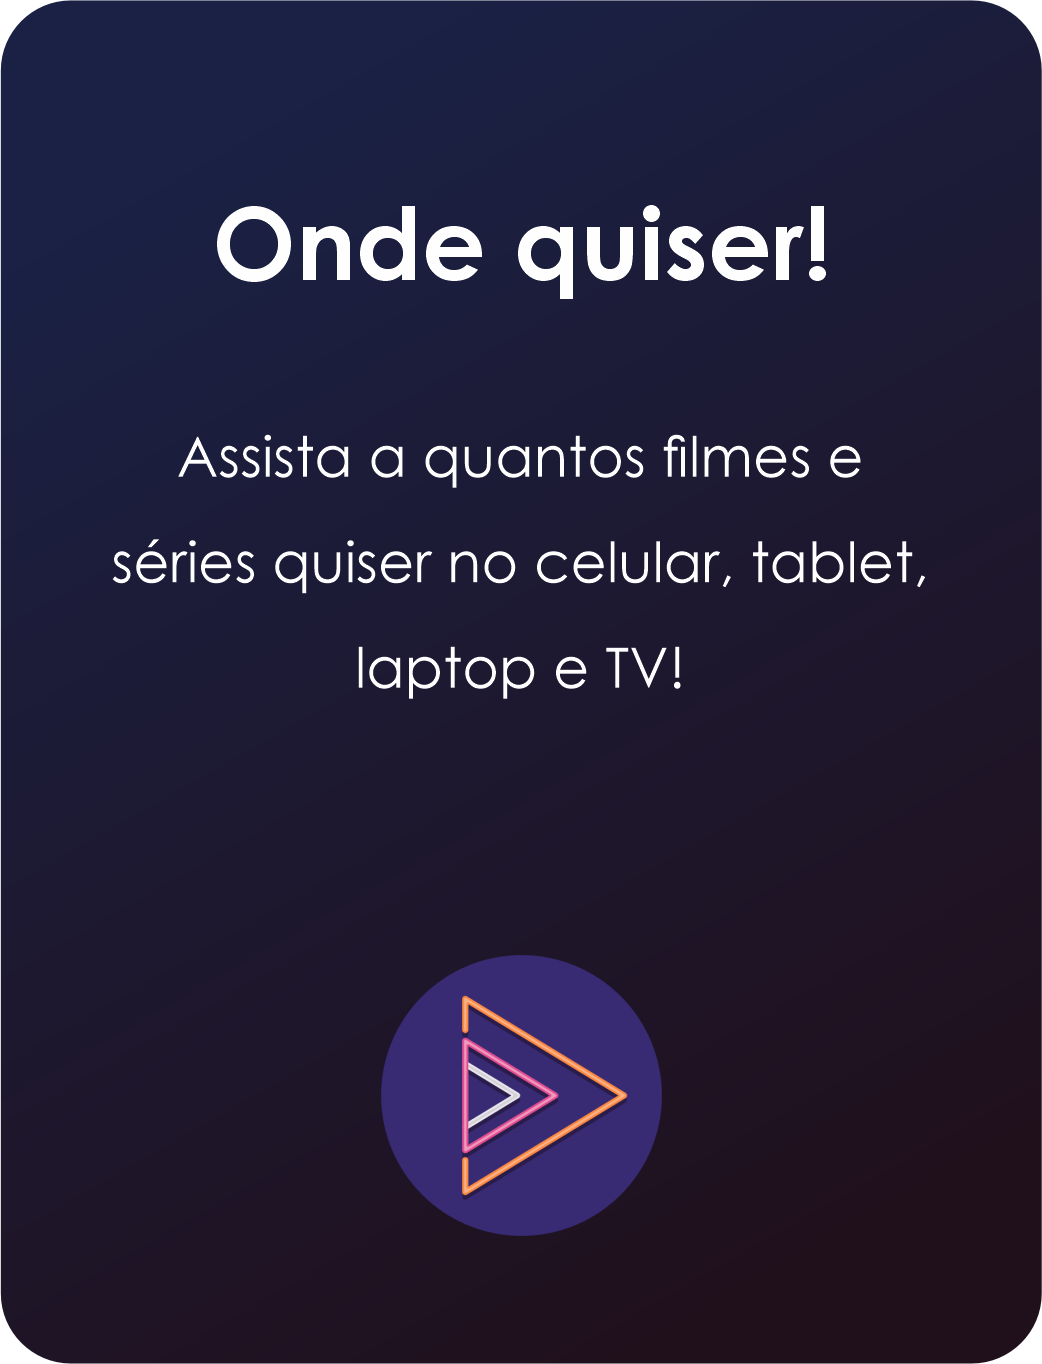 Onde quiser!
Assista a quantos filmes e
séries quiser no celular, tablet,
laptop e TV!